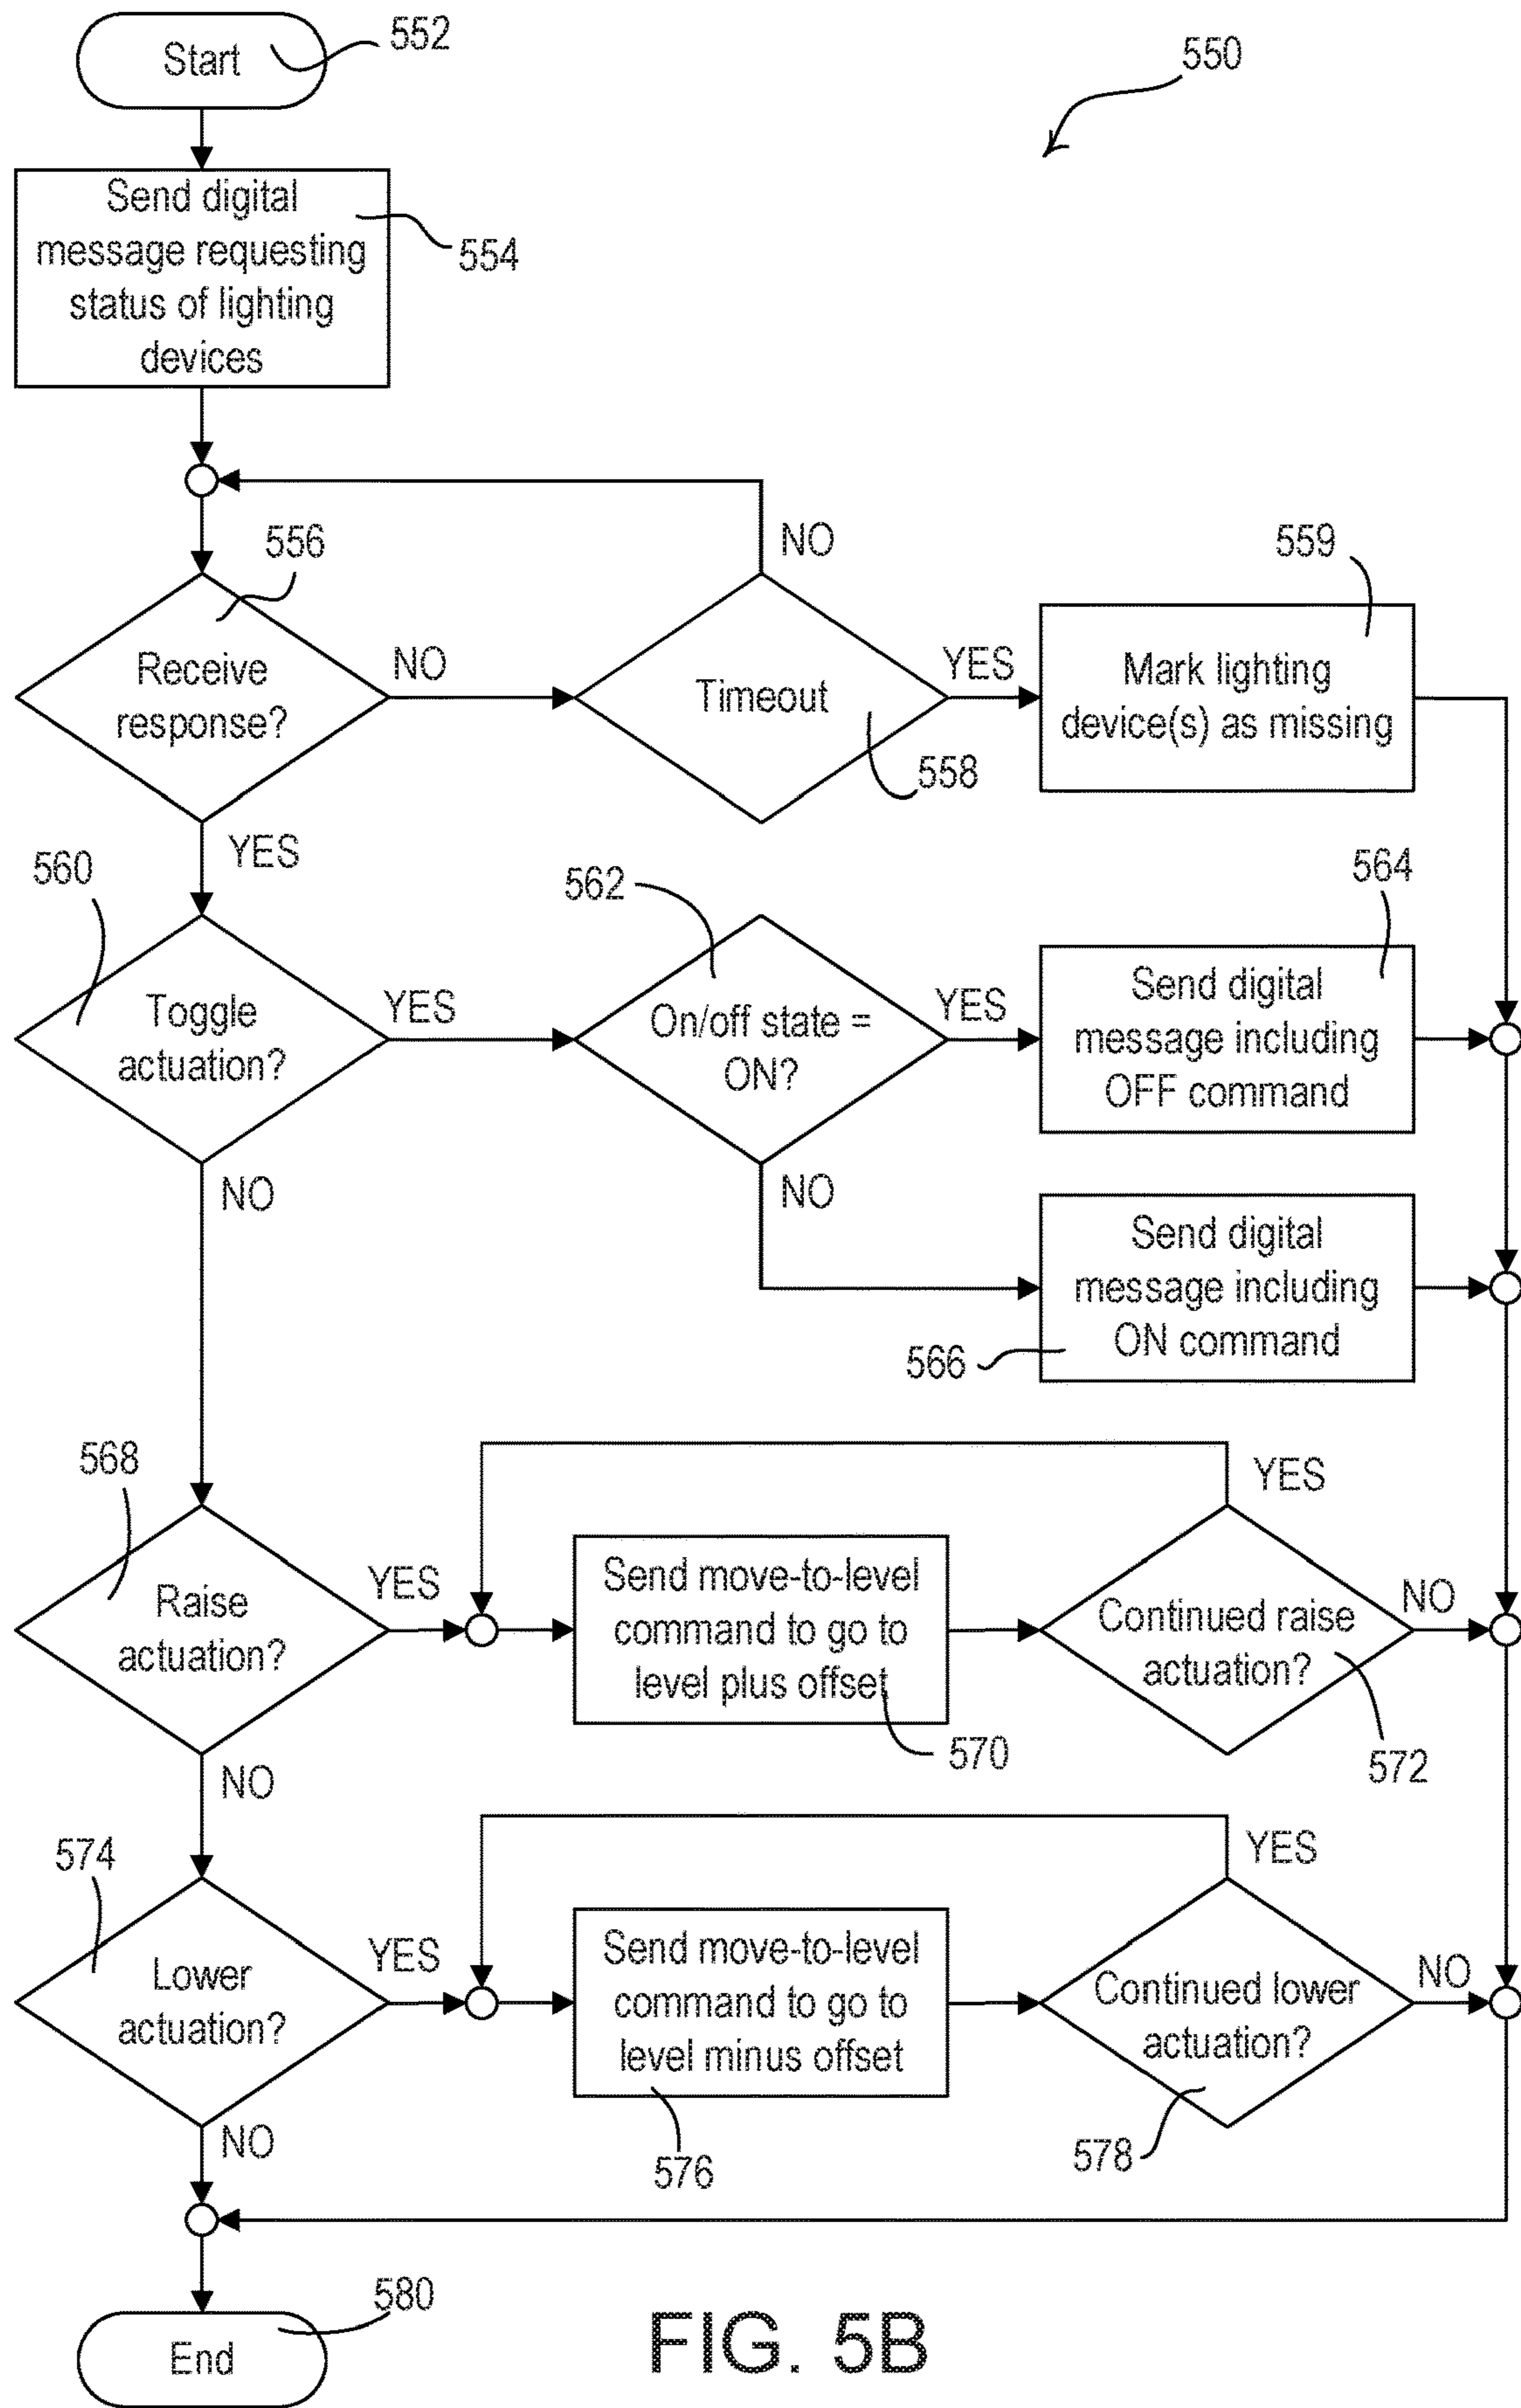 Start
552
550
Send digital
message requesting
status of lighting
devices
554
NO
556
559
Receive
response?
NO
Timeout
YES
Mark lighting
device(s) as missing
558
YES
560
562
564
Toggle
actuation?
YES
On/off state =
ON?
YES
Send digital
message including
OFF command
NO
NO
Send digital
message including
ON command
566
568
YES
Raise
actuation?
YES
Send move-to-level
command to go to
level plus offset
Continued raise
actuation?
NO
570
572
NO
574
YES
Lower
actuation?
YES
Send move-to-level
command to go to
level minus offset
Continued lower
actuation?
NO
576
578
NO
580
End
FIG. 5B